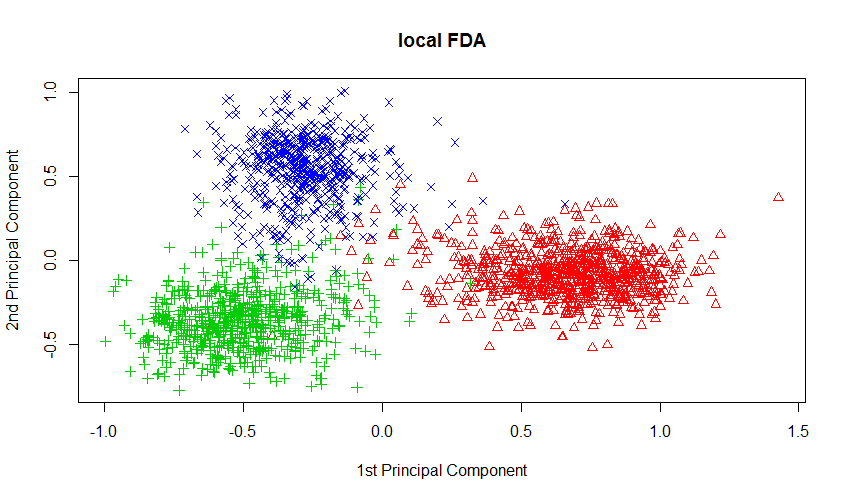 local FDA
2nd Principal Component
1.0
0.5
0.0
-0.5
-1.0 -0.5 0.0 0.5 1.0 1.5
1st Principal Component